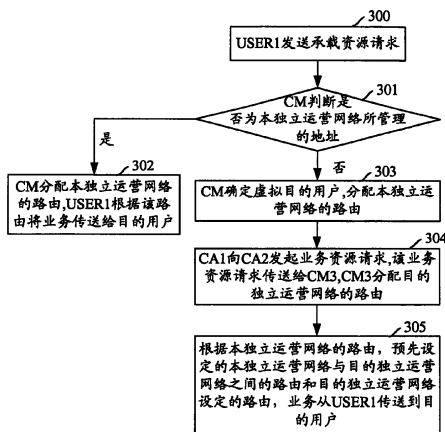 300
USER1发送承载资源请求
301
CM判断是
否为本独立运营网络所管理
的地址
是
否
302
CM分配本独立运营网络
的路由,USER1根据该路
由将业务传送给目的用户
303
CM确定虚拟目的用户,分配本独立运
营网络的路由
304
CA1向CA2发起业务资源请求,该业务
资源请求传送给CM3,CM3分配目的
独立运营网络的路由
305
根据本独立运营网络的路由，预先设
定的本独立运营网络与目的独立运营
网络之间的路由和目的独立运营网络
设定的路由，业务从USER1传送到目
的用户